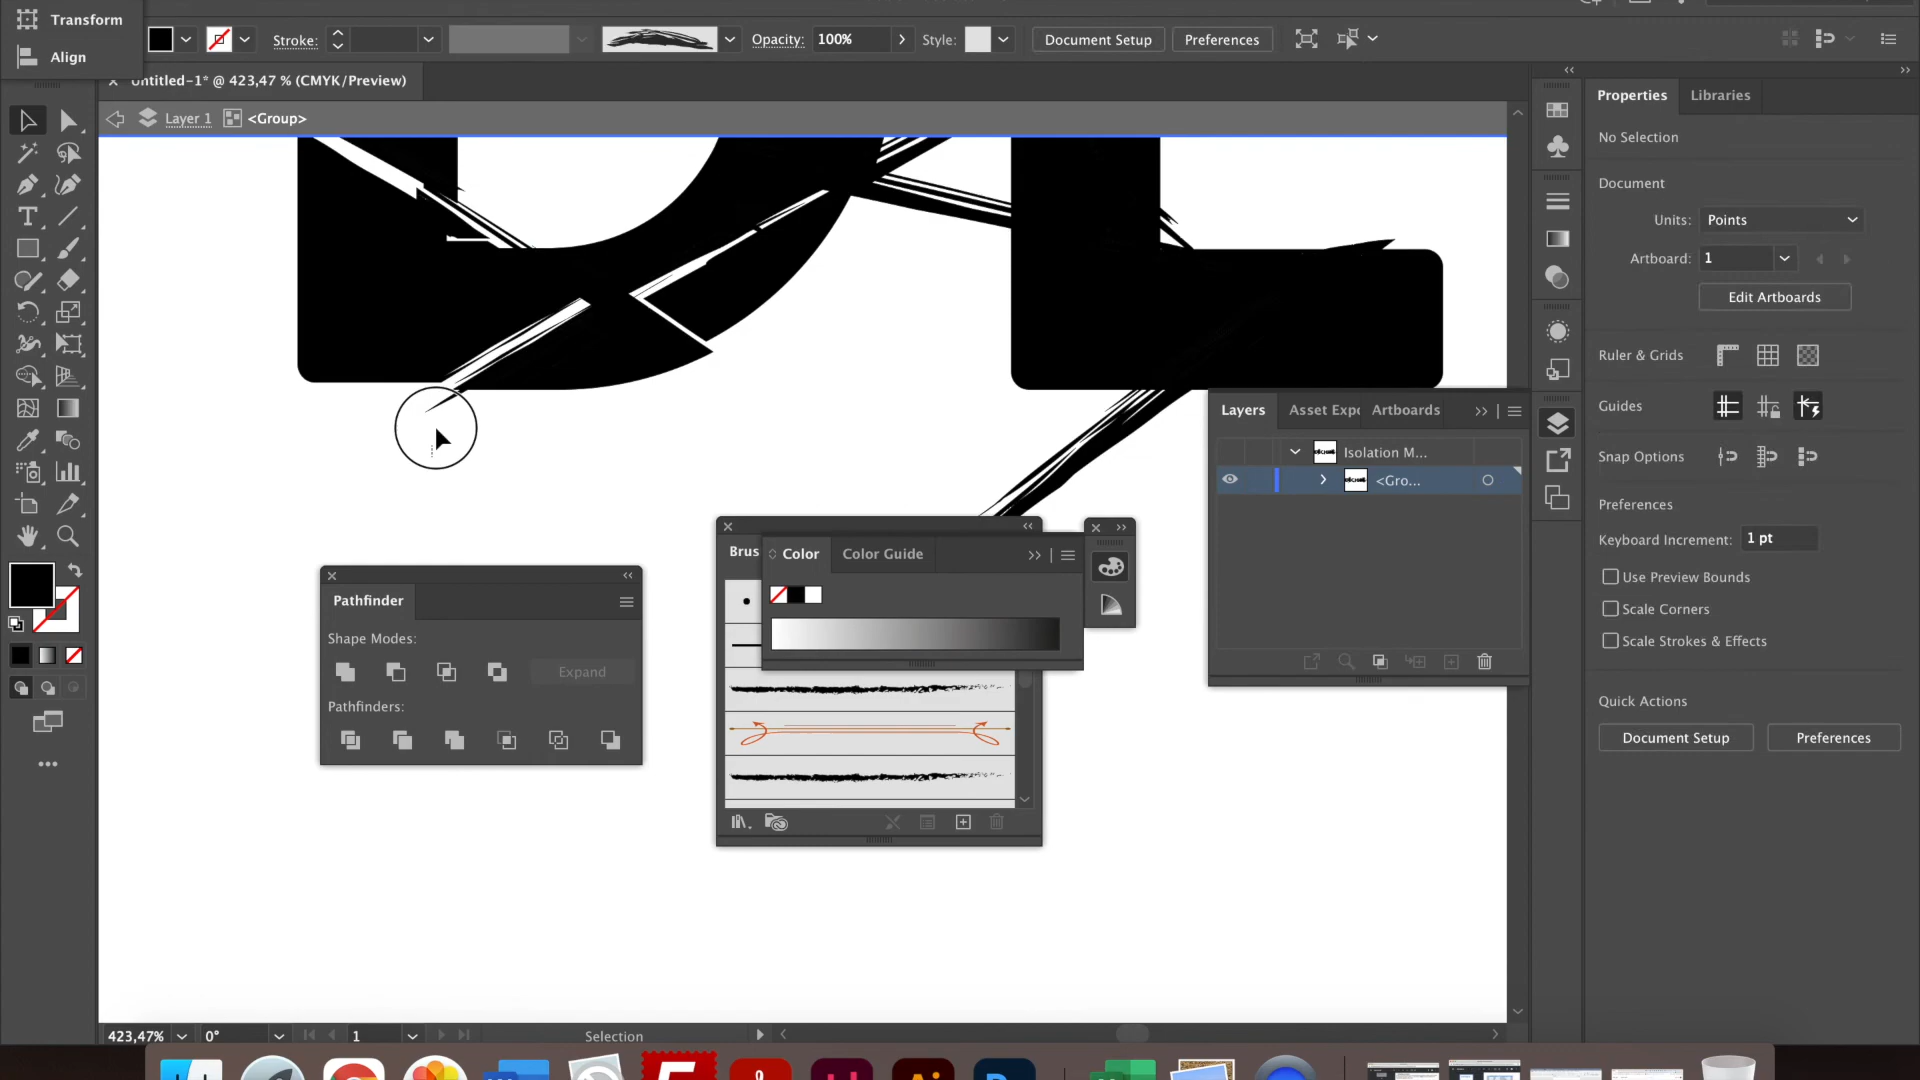 Transform
Stroke:
Opacity:
100%
Style:
Document Setup
Preferences
Align
Untitled-1* @ 423,47 % (CMYK/Preview)
Layer 1
<Group>
Properties
Libraries
No Selection
Document
Units:
Points
Artboard:
1
Edit Artboards
Ruler & Grids
Guides
Snap Options
Preferences
Keyboard Increment:
1 pt
Use Preview Bounds
Scale Corners
Scale Strokes & Effects
Quick Actions
Document Setup
Preferences
Layers
Asset Expo
Artboards
Isolation M...
<Gro...
Brus
Color
Color Guide
Pathfinder
Shape Modes:
Expand
Pathfinders:
423,47%
0°
1
Selection